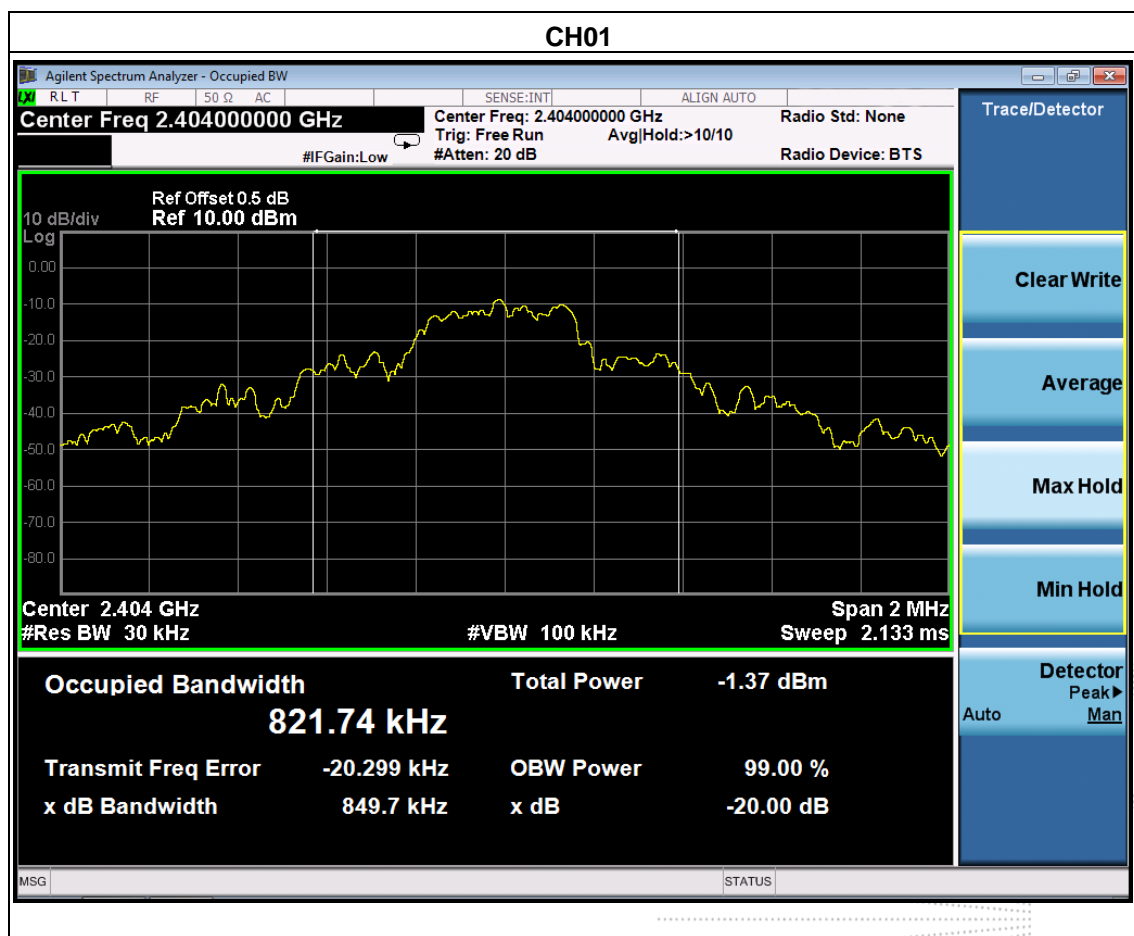 CH01
Agilent Spectrum Analyzer - Occupied BW
LXI RLT RF 50 Ω AC SENSE:INT ALIGN AUTO
Center Freq 2.404000000 GHz
Center Freq: 2.404000000 GHz Radio Std: None
Trig: Free Run Avg|Hold:>10/10
#IFGain:Low #Atten: 20 dB Radio Device: BTS
Trace/Detector
Ref Offset 0.5 dB
10 dB/div Ref 10.00 dBm
Log
0.00
-10.0
-20.0
-30.0
-40.0
-50.0
-60.0
-70.0
-80.0
Center 2.404 GHz Span 2 MHz
#Res BW 30 kHz #VBW 100 kHz Sweep 2.133 ms
Clear Write
Average
Max Hold
Min Hold
Detector
Peak▶
Auto Man
Occupied Bandwidth Total Power -1.37 dBm
821.74 kHz
Transmit Freq Error -20.299 kHz OBW Power 99.00 %
x dB Bandwidth 849.7 kHz x dB -20.00 dB
MSG STATUS